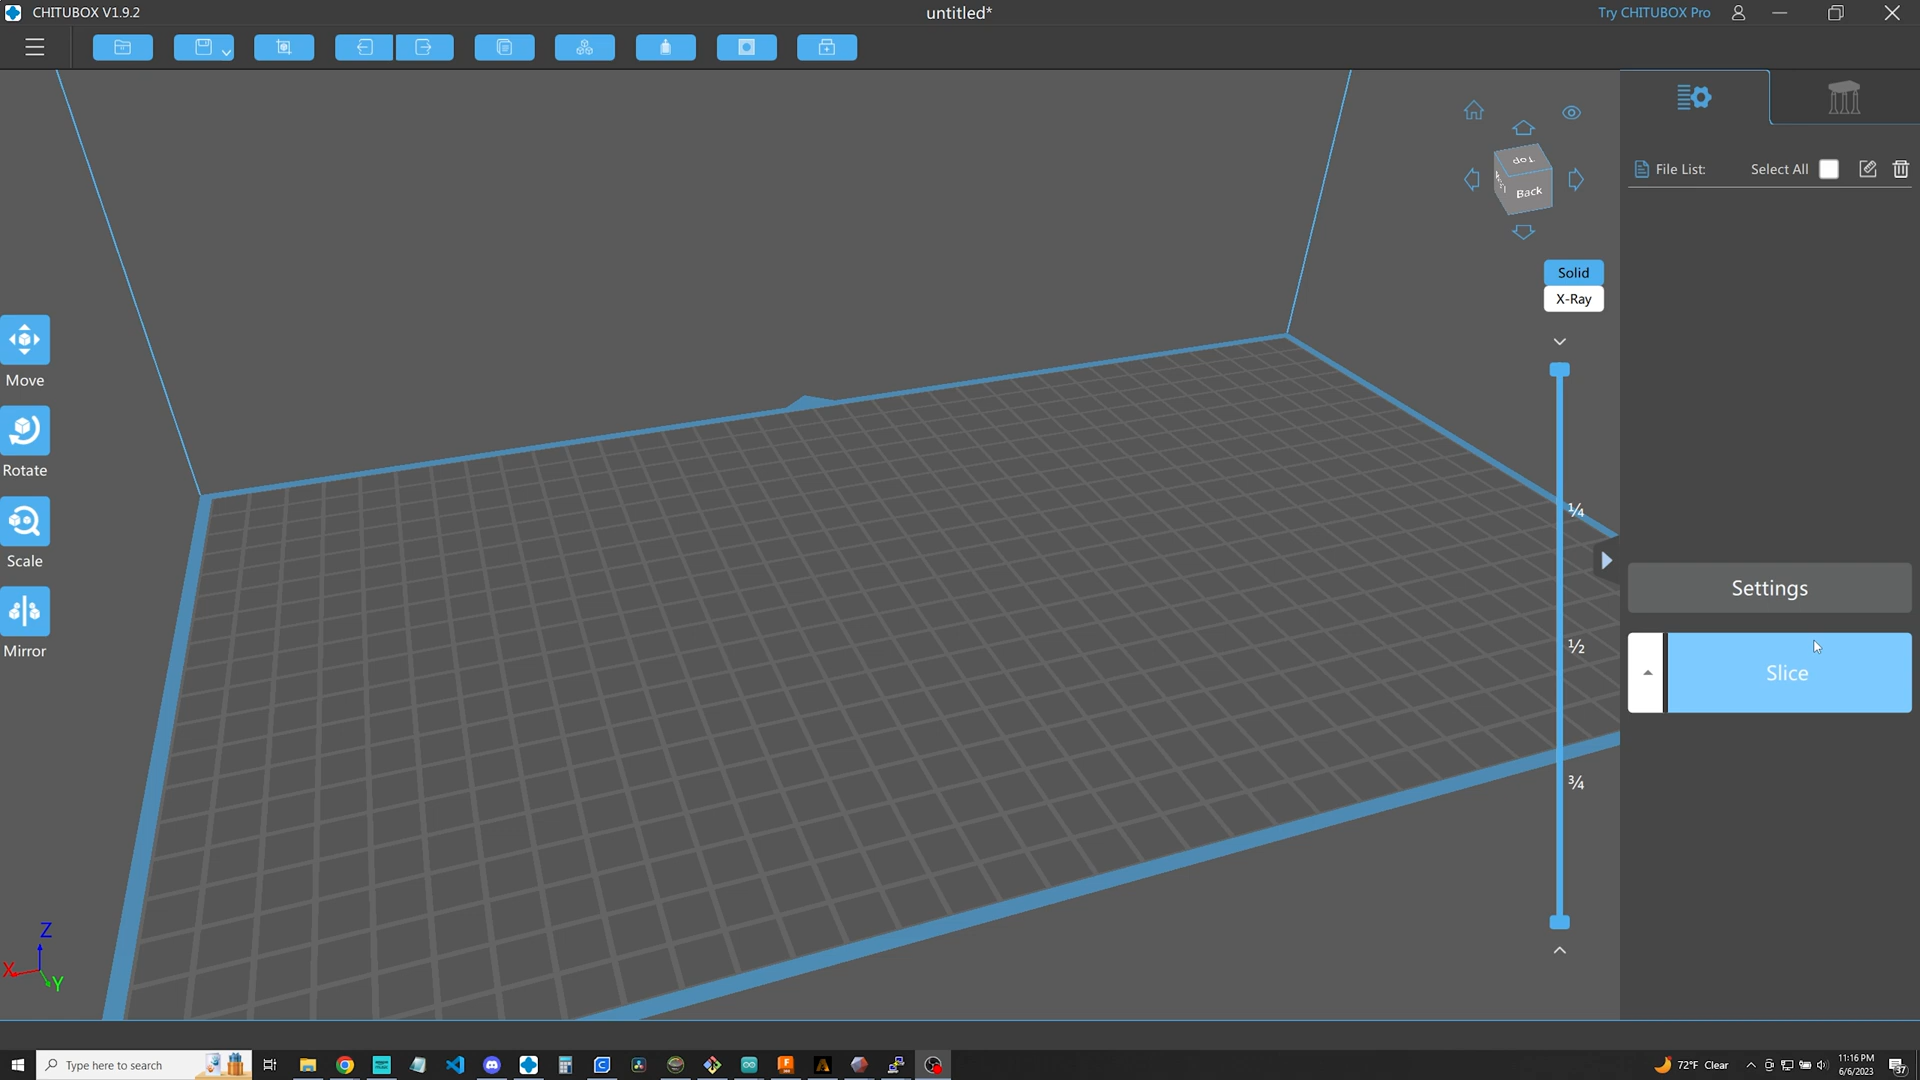 CHITUBOX V1.9.2
untitled*
Try CHITUBOX Pro
Top
Back
File List:
Select All
Solid
X-Ray
Move
Rotate
Scale
Mirror
¼
½
¾
Settings
Slice
Z
X
Y
Type here to search
72°F Clear
11:16 PM
6/6/2023
37